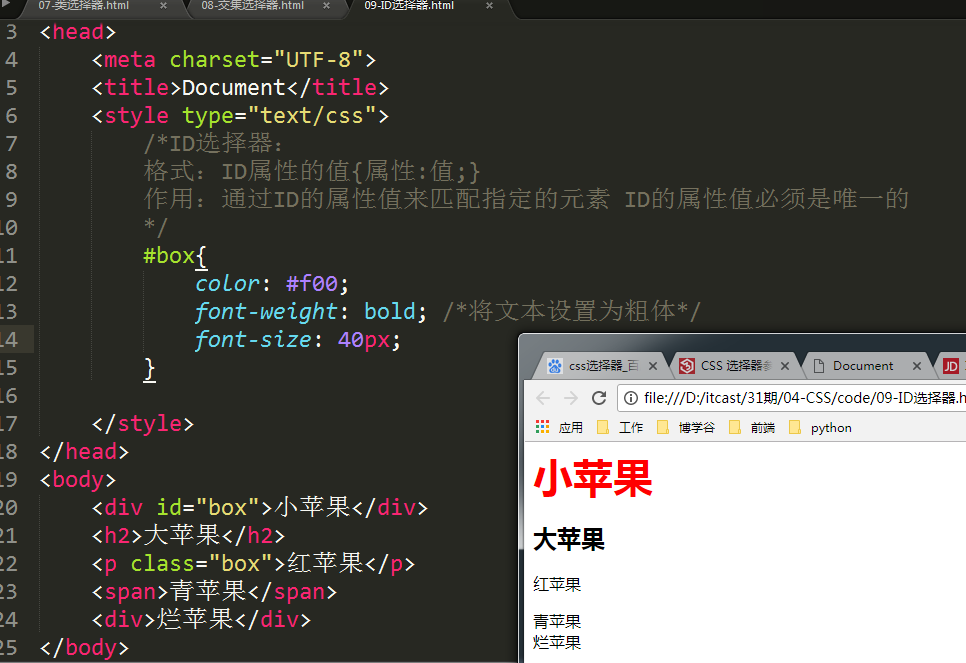 07-类选择器.html × 08-交集选择器.html × 09-ID选择器.html ×
3 <head>
4 <meta charset="UTF-8">
5 <title>Document</title>
6 <style type="text/css">
7 /*ID选择器:
8 格式: ID属性的值{属性:值;}
9 作用: 通过ID的属性值来匹配指定的元素 ID的属性值必须是唯一的
10 */
11 #box{
12 color: #f00;
13 font-weight: bold; /*将文本设置为粗体*/
14 font-size: 40px;
15 }
16
17 </style>
18 </head>
19 <body>
20 <div id="box">小苹果</div>
21 <h2>大苹果</h2>
22 <p class="box">红苹果</p>
23 <span>青苹果</span>
24 <div>烂苹果</div>
25 </body>
css选择器_百 × CSS 选择器参 × Document × JD
file:///D:/itcast/31期/04-CSS/code/09-ID选择器.h
应用 工作 博学谷 前端 python
小苹果
大苹果
红苹果
青苹果
烂苹果